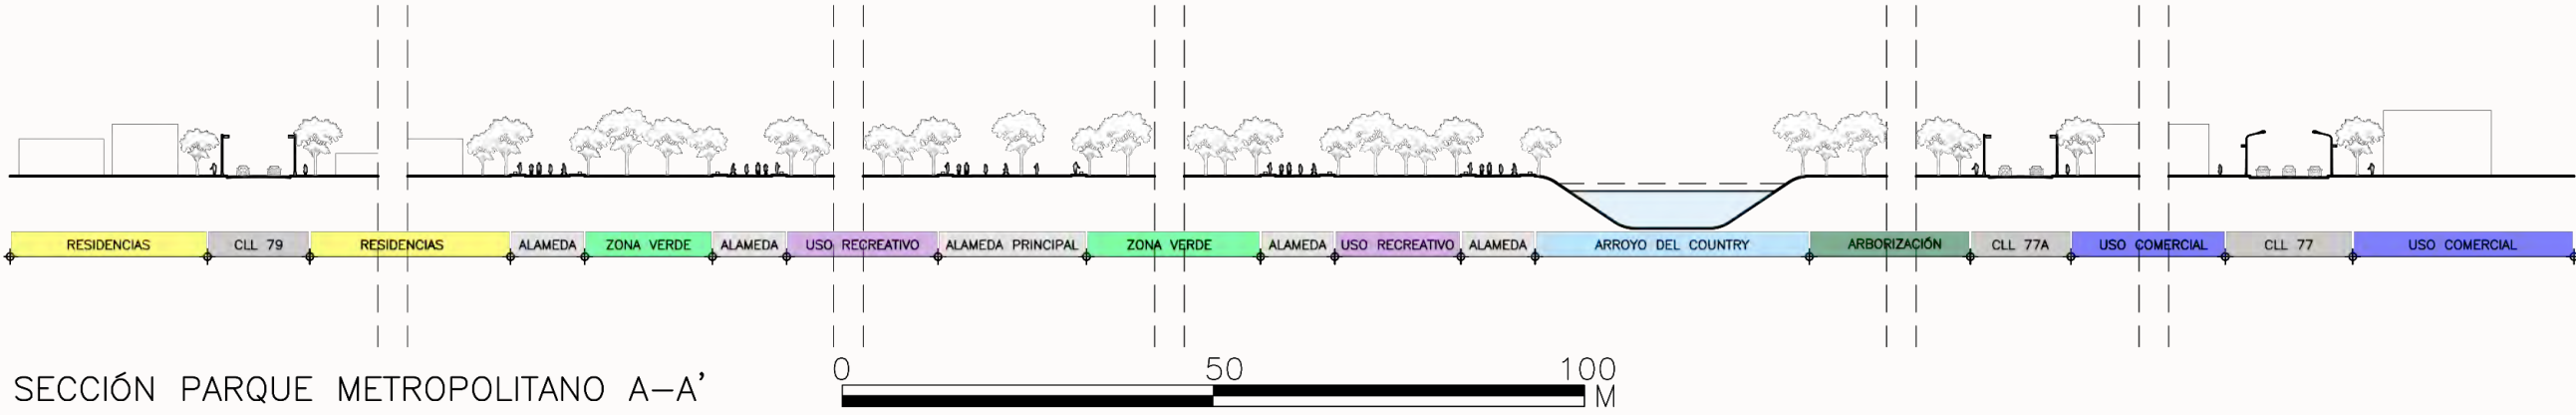 RESIDENCIAS CLL 79 RESIDENCIAS ALAMEDA ZONA VERDE ALAMEDA USO RECREATIVO ALAMEDA PRINCIPAL ZONA VERDE ALAMEDA USO RECREATIVO ALAMEDA ARROYO DEL COUNTRY ARBORIZACIÓN CLL 77A USO COMERCIAL CLL 77 USO COMERCIAL
0 50 100
M
SECCIÓN PARQUE METROPOLITANO A-A'